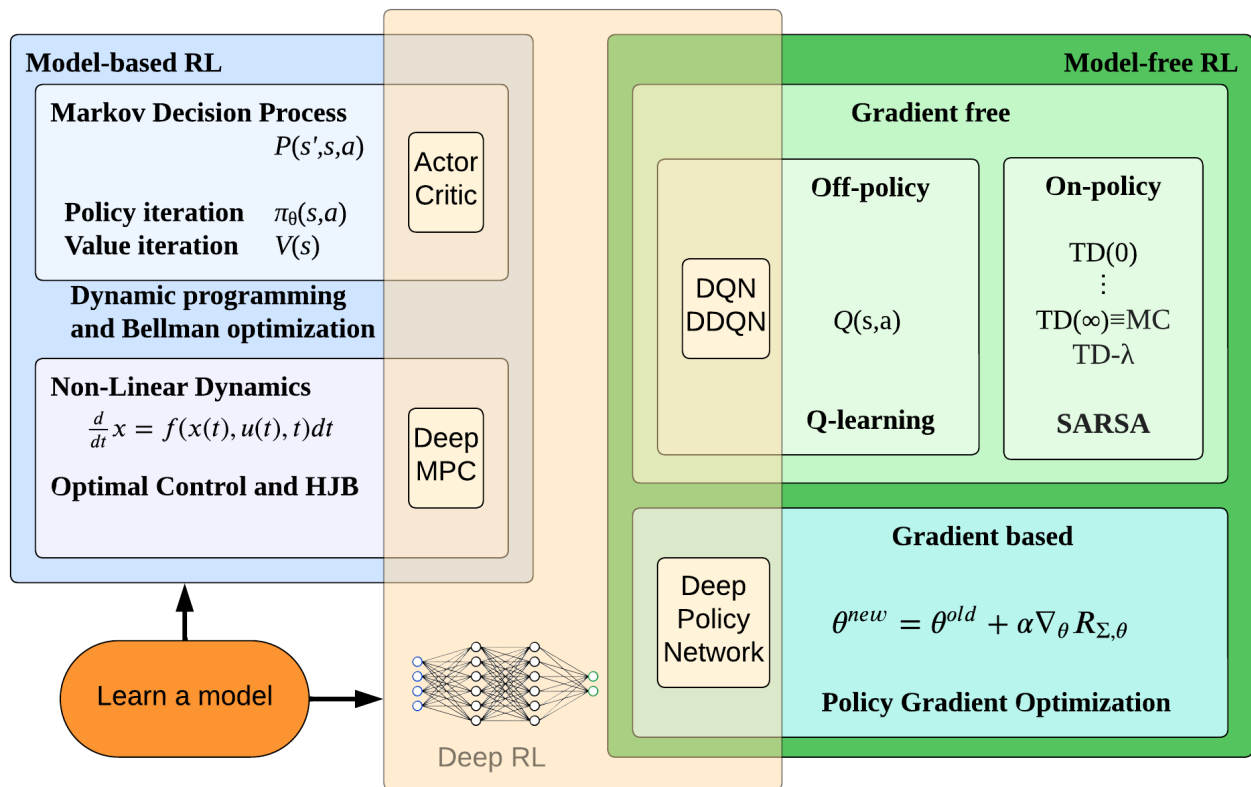 Model-based RL
Markov Decision Process
P(s',s,a)
Policy iteration π_θ(s,a)
Value iteration V(s)
Actor
Critic
Dynamic programming
and Bellman optimization
Non-Linear Dynamics
d/dt x = f(x(t), u(t), t)dt
Optimal Control and HJB
Deep
MPC
Learn a model
Deep RL
Model-free RL
Gradient free
Off-policy
DQN
DDQN
Q(s,a)
Q-learning
On-policy
TD(0)
⋮
TD(∞)≡MC
TD-λ
SARSA
Gradient based
Deep
Policy
Network
θ^new = θ^old + α∇_θ R_Σ,θ
Policy Gradient Optimization